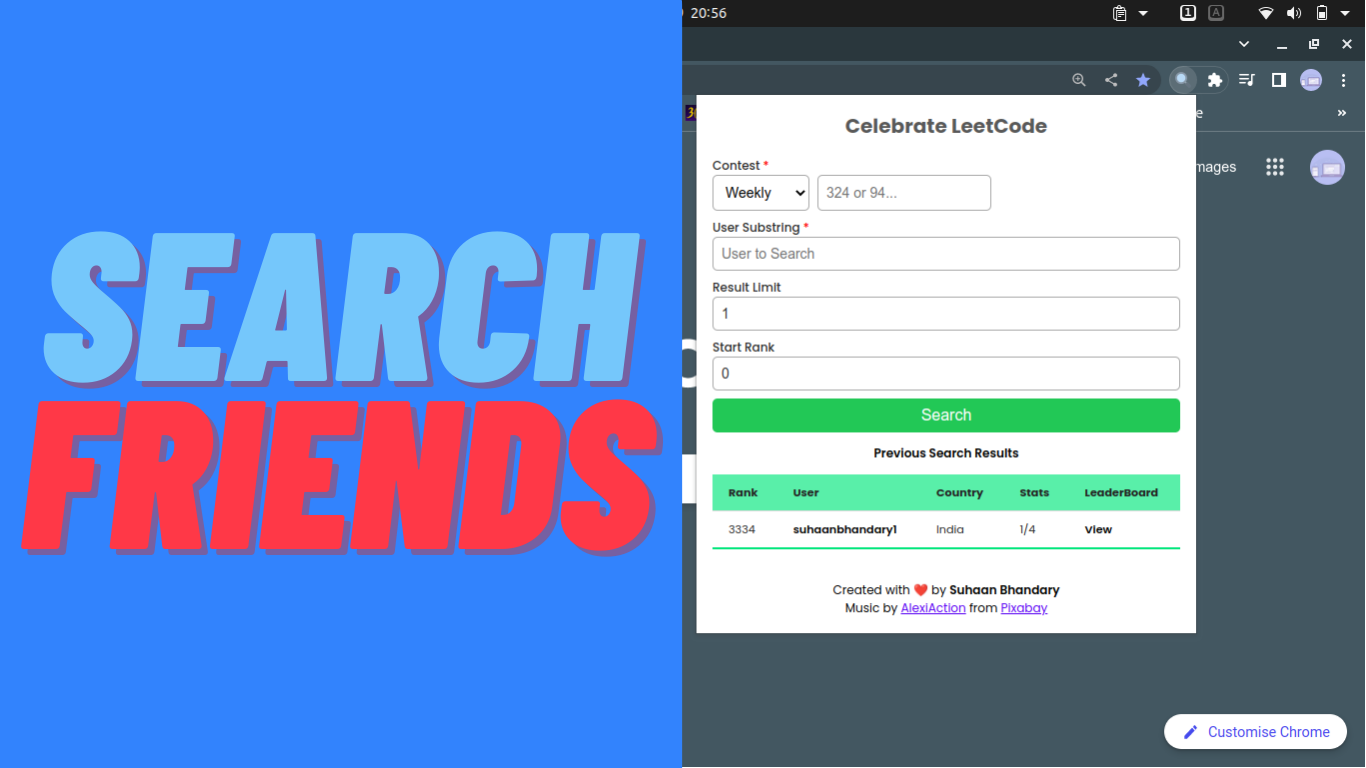 SEARCH
FRIENDS
20:56
1
A
Celebrate LeetCode
Contest *
Weekly
324 or 94...
User Substring *
User to Search
Result Limit
1
Start Rank
0
Search
Previous Search Results
Rank User Country Stats LeaderBoard
3334 suhaanbhandary1 India 1/4 View
Created with ❤️ by Suhaan Bhandary
Music by AlexiAction from Pixabay
Customise Chrome